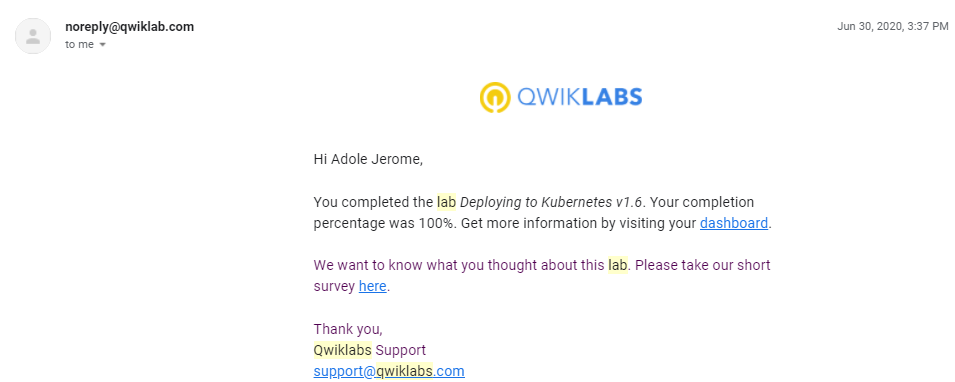 noreply@qwiklab.com
Jun 30, 2020, 3:37 PM
to me
QWIKLABS
Hi Adole Jerome,
You completed the lab Deploying to Kubernetes v1.6. Your completion
percentage was 100%. Get more information by visiting your dashboard.
We want to know what you thought about this lab. Please take our short
survey here.
Thank you,
Qwiklabs Support
support@qwiklabs.com